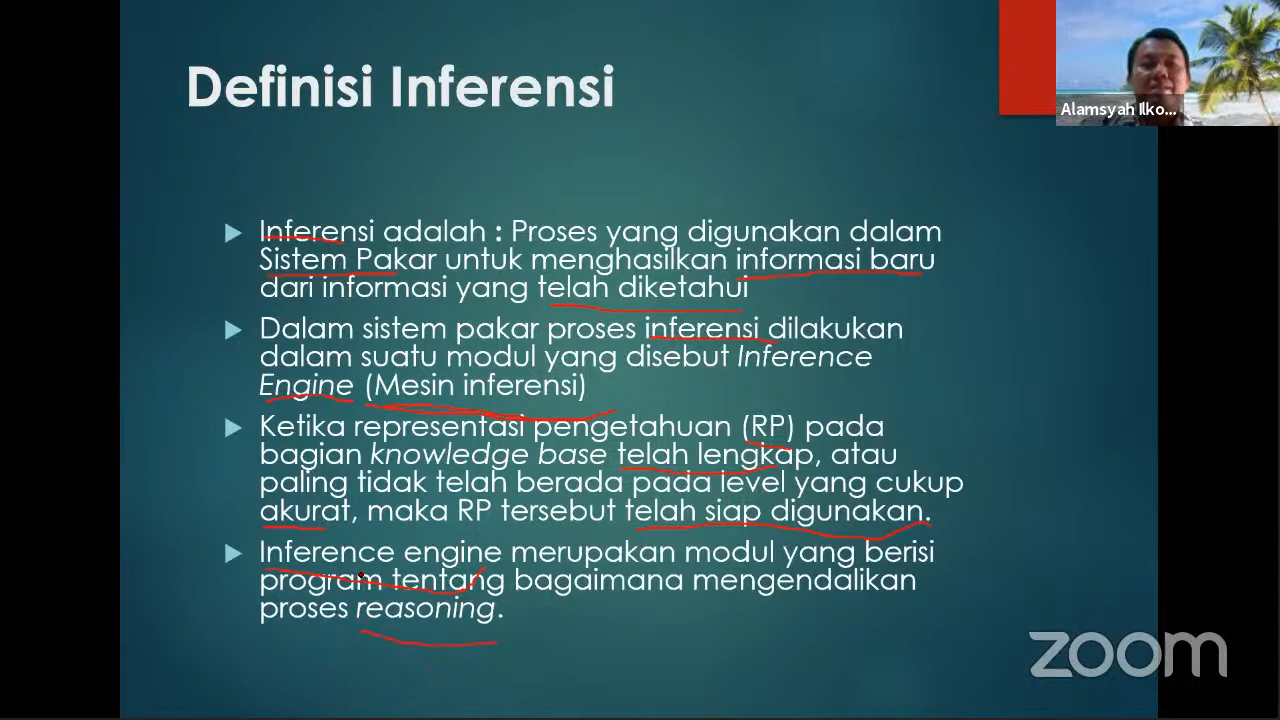 Definisi Inferensi
Alamsyah Ilko...
Inferensi adalah : Proses yang digunakan dalam
Sistem Pakar untuk menghasilkan informasi baru
dari informasi yang telah diketahui
Dalam sistem pakar proses inferensi dilakukan
dalam suatu modul yang disebut Inference
Engine (Mesin inferensi)
Ketika representasi pengetahuan (RP) pada
bagian knowledge base telah lengkap, atau
paling tidak telah berada pada level yang cukup
akurat, maka RP tersebut telah siap digunakan.
Inference engine merupakan modul yang berisi
program tentang bagaimana mengendalikan
proses reasoning.
zoom